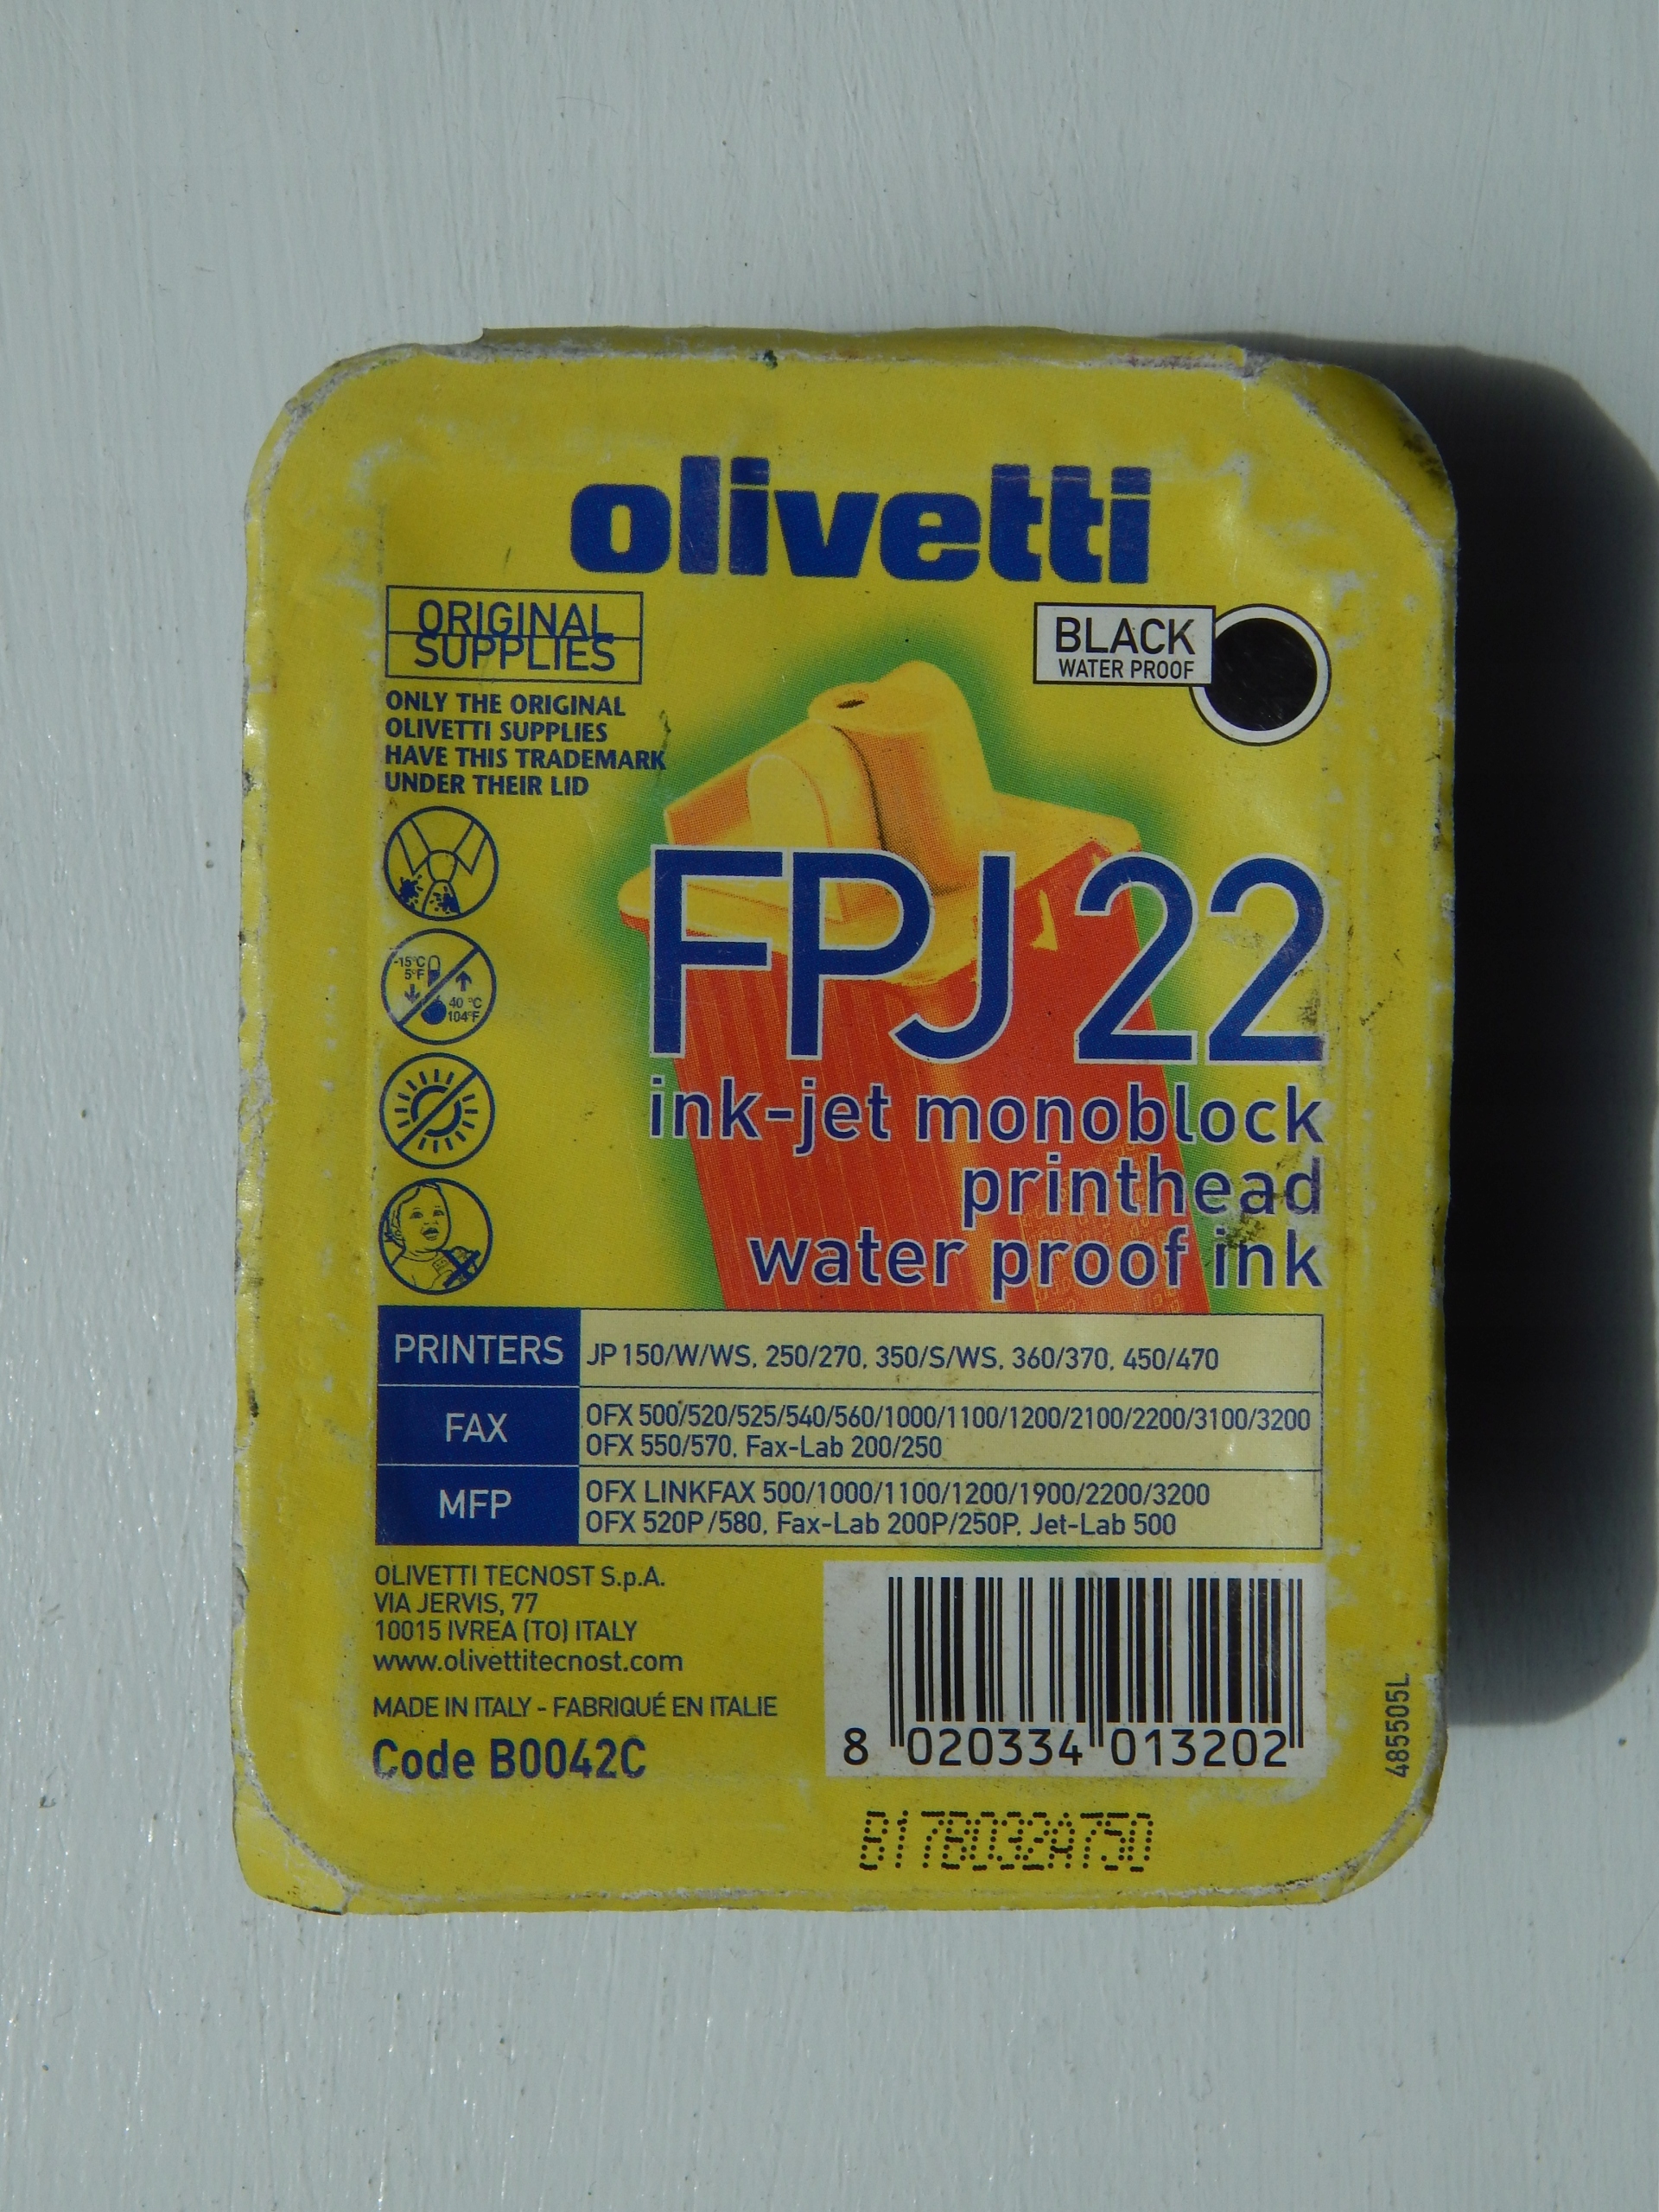 olivetti
ORIGINAL
SUPPLIES
BLACK
WATER PROOF
ONLY THE ORIGINAL
OLIVETTI SUPPLIES
HAVE THIS TRADEMARK
UNDER THEIR LID
-15°C
5°F
40 °C
104°F
FPJ 22
ink-jet monoblock
printhead
water proof ink
PRINTERS JP 150/W/WS, 250/270, 350/S/WS, 360/370, 450/470
FAX OFX 500/520/525/540/560/1000/1100/1200/2100/2200/3100/3200
OFX 550/570, Fax-Lab 200/250
MFP OFX LINKFAX 500/1000/1100/1200/1900/2200/3200
OFX 520P/580, Fax-Lab 200P/250P, Jet-Lab 500
OLIVETTI TECNOST S.p.A.
VIA JERVIS, 77
10015 IVREA (TO) ITALY
www.olivettitecnost.com
MADE IN ITALY - FABRIQUÉ EN ITALIE
Code B0042C
8 020334 013202
485505L
B17B032A750